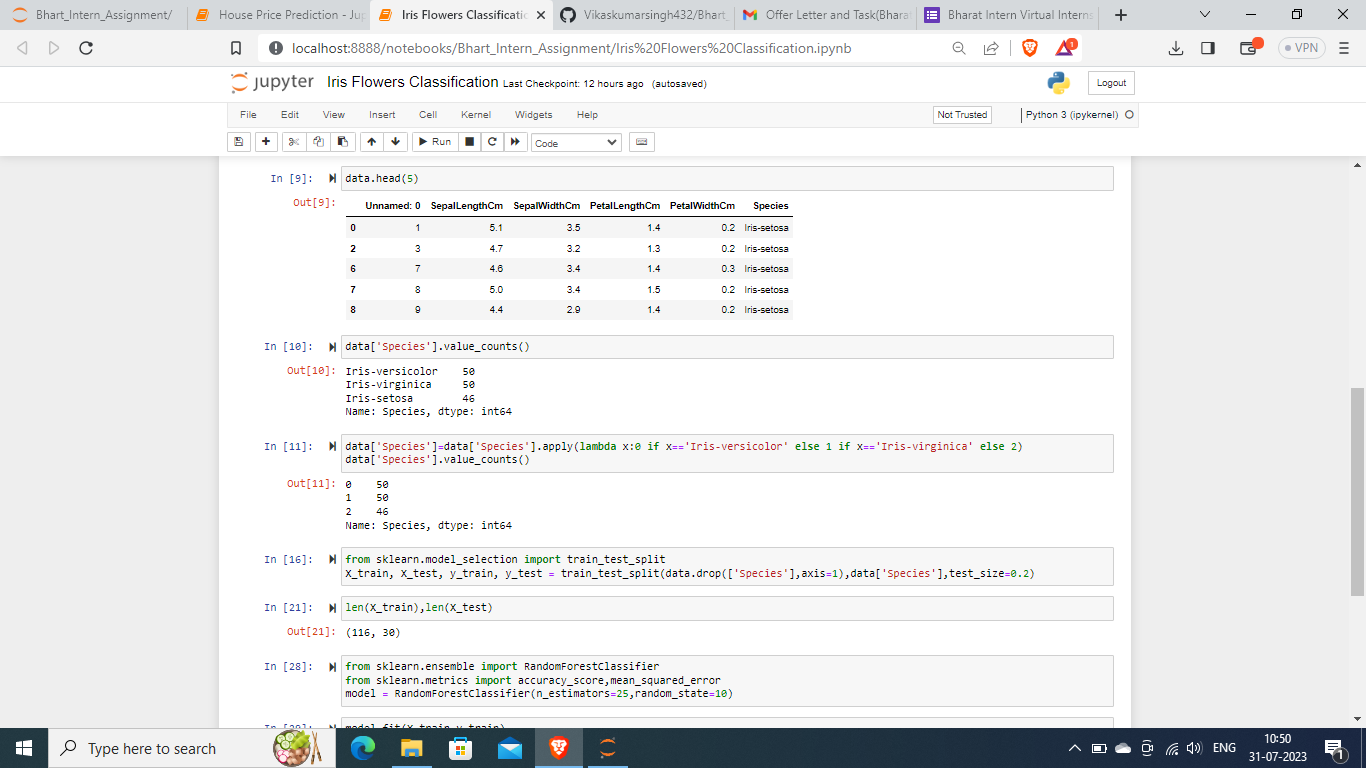 Bhart_Intern_Assignment/
House Price Prediction - Jup
Iris Flowers Classificatio
Vikaskumarsingh432/Bhart_
Offer Letter and Task(Bharat
Bharat Intern Virtual Interns
localhost:8888/notebooks/Bhart_Intern_Assignment/Iris%20Flowers%20Classification.ipynb
1
VPN
jupyter Iris Flowers Classification Last Checkpoint: 12 hours ago (autosaved)
Logout
File Edit View Insert Cell Kernel Widgets Help
Not Trusted
Python 3 (ipykernel)
Run
Code
In [9]: data.head(5)
Out[9]:
Unnamed: 0 SepalLengthCm SepalWidthCm PetalLengthCm PetalWidthCm Species
0 1 5.1 3.5 1.4 0.2 Iris-setosa
2 3 4.7 3.2 1.3 0.2 Iris-setosa
6 7 4.6 3.4 1.4 0.3 Iris-setosa
7 8 5.0 3.4 1.5 0.2 Iris-setosa
8 9 4.4 2.9 1.4 0.2 Iris-setosa
In [10]: data['Species'].value_counts()
Out[10]: Iris-versicolor 50
Iris-virginica 50
Iris-setosa 46
Name: Species, dtype: int64
In [11]: data['Species']=data['Species'].apply(lambda x:0 if x=='Iris-versicolor' else 1 if x=='Iris-virginica' else 2)
data['Species'].value_counts()
Out[11]: 0 50
1 50
2 46
Name: Species, dtype: int64
In [16]: from sklearn.model_selection import train_test_split
X_train, X_test, y_train, y_test = train_test_split(data.drop(['Species'],axis=1),data['Species'],test_size=0.2)
In [21]: len(X_train),len(X_test)
Out[21]: (116, 30)
In [28]: from sklearn.ensemble import RandomForestClassifier
from sklearn.metrics import accuracy_score,mean_squared_error
model = RandomForestClassifier(n_estimators=25,random_state=10)
In [29]: model.fit(X_train,y_train)
Type here to search
ENG
10:50
31-07-2023
1